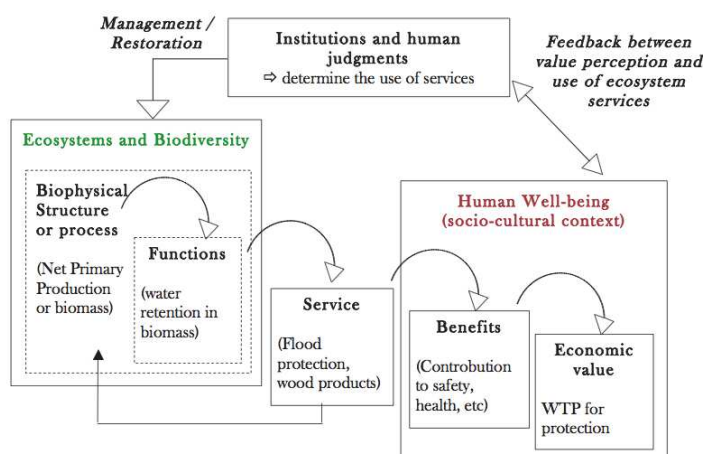 Management /
Restoration
Institutions and human
judgments
⇨ determine the use of services
Feedback between
value perception and
use of ecosystem
services
Ecosystems and Biodiversity
Biophysical
Structure
or process
(Net Primary
Production
or biomass)
Functions
(water
retention in
biomass)
Service
(Flood
protection,
wood products)
Human Well-being
(socio-cultural context)
Benefits
(Controbution
to safety,
health, etc)
Economic
value
WTP for
protection